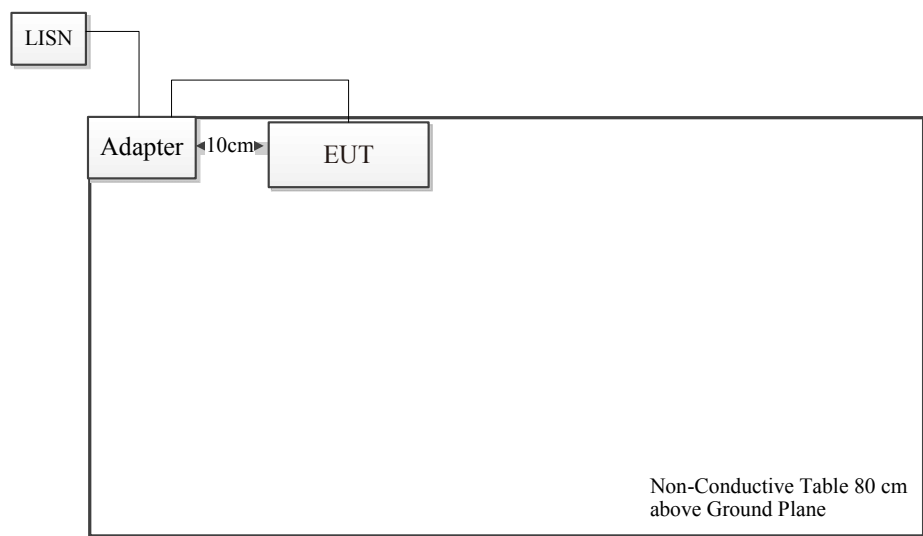 LISN
Adapter
10cm
EUT
Non-Conductive Table 80 cm
above Ground Plane